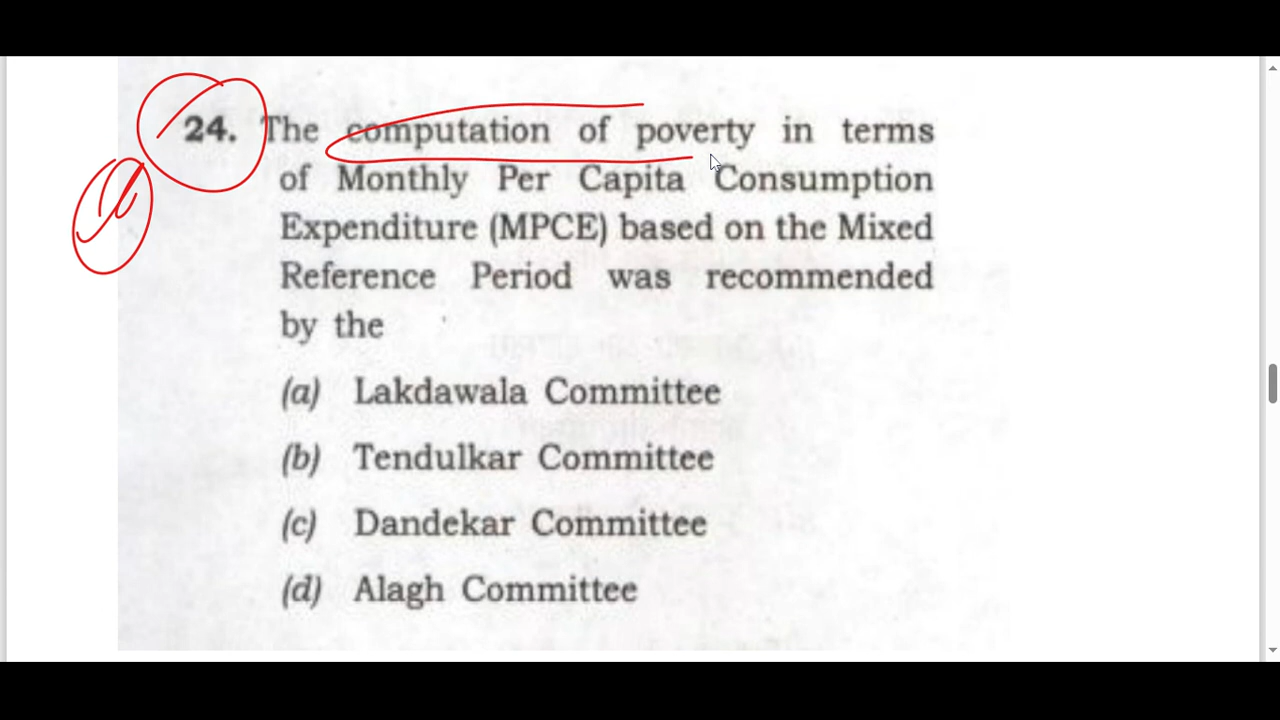 24. The computation of poverty in terms
of Monthly Per Capita Consumption
Expenditure (MPCE) based on the Mixed
Reference Period was recommended
by the
(a) Lakdawala Committee
(b) Tendulkar Committee
(c) Dandekar Committee
(d) Alagh Committee